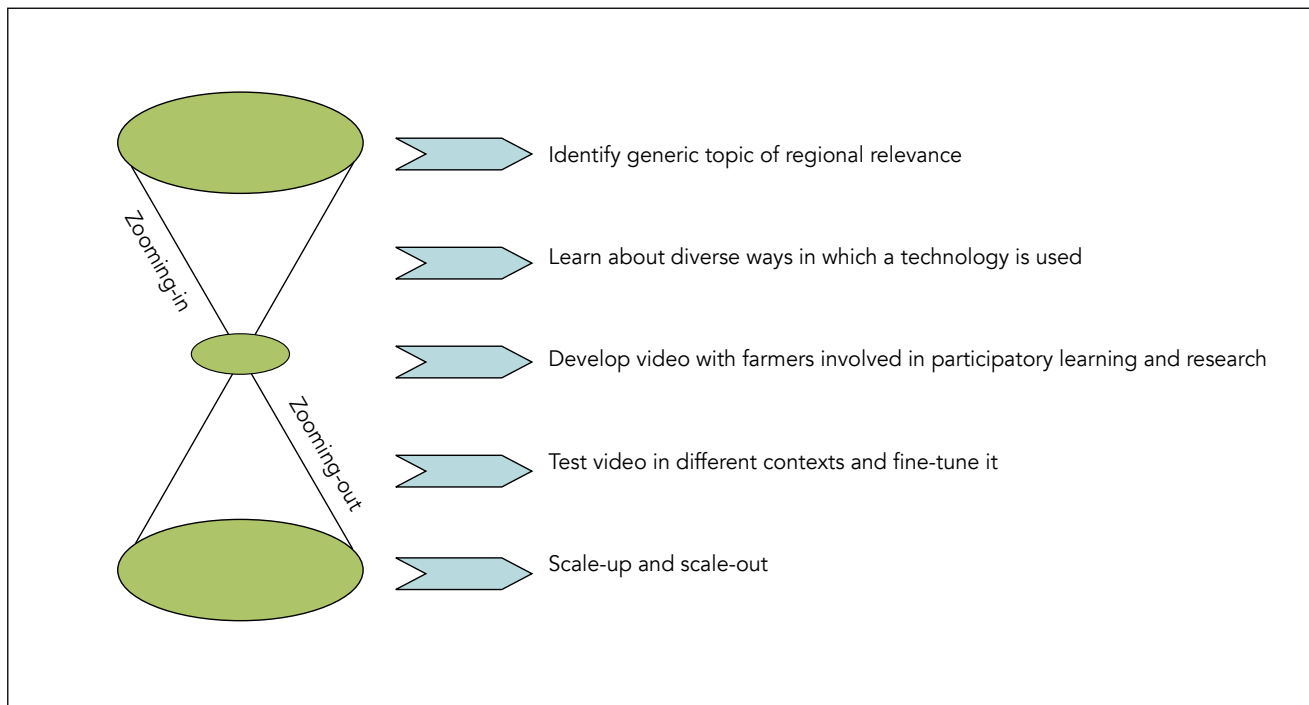 Identify generic topic of regional relevance
Zooming-in
Learn about diverse ways in which a technology is used
Develop video with farmers involved in participatory learning and research
Zooming-out
Test video in different contexts and fine-tune it
Scale-up and scale-out